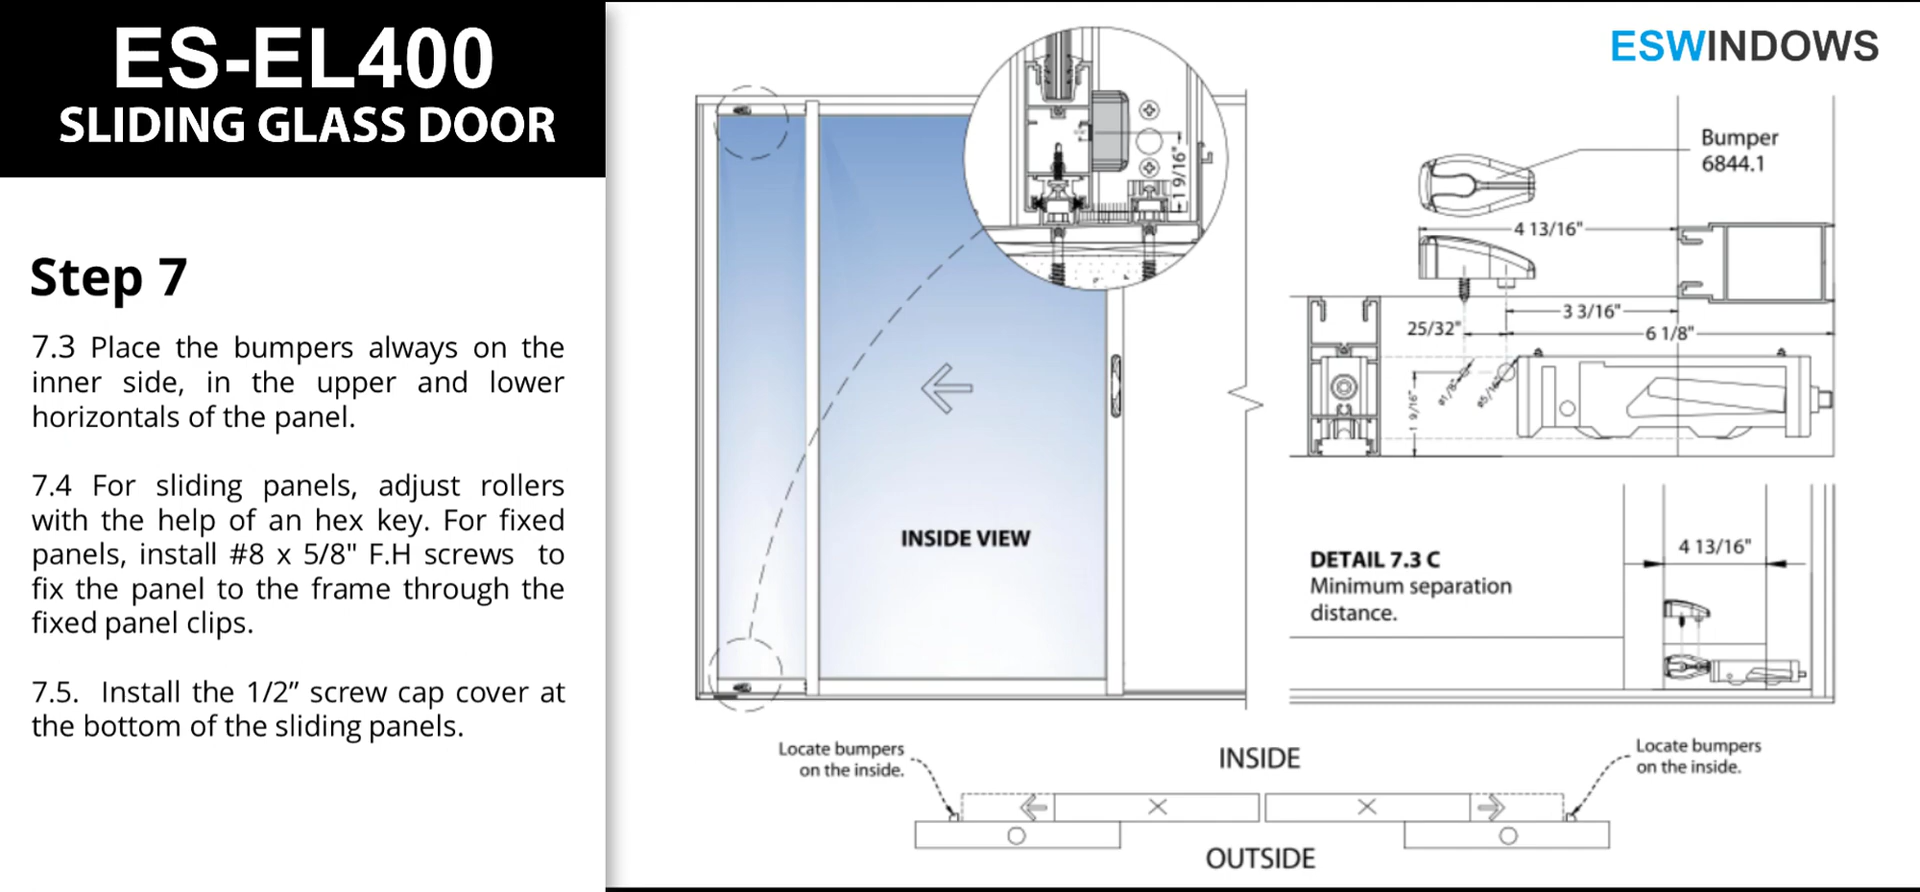 ES-EL400
SLIDING GLASS DOOR
Step 7
7.3 Place the bumpers always on the
inner side, in the upper and lower
horizontals of the panel.
7.4 For sliding panels, adjust rollers
with the help of an hex key. For fixed
panels, install #8 x 5/8" F.H screws to
fix the panel to the frame through the
fixed panel clips.
7.5. Install the 1/2” screw cap cover at
the bottom of the sliding panels.
ESWINDOWS
1 9/16"
INSIDE VIEW
Bumper
6844.1
4 13/16"
3 3/16"
25/32"
6 1/8"
ø1/8"
ø5/16"
1 9/16"
DETAIL 7.3 C
Minimum separation
distance.
4 13/16"
Locate bumpers
on the inside.
INSIDE
Locate bumpers
on the inside.
OUTSIDE